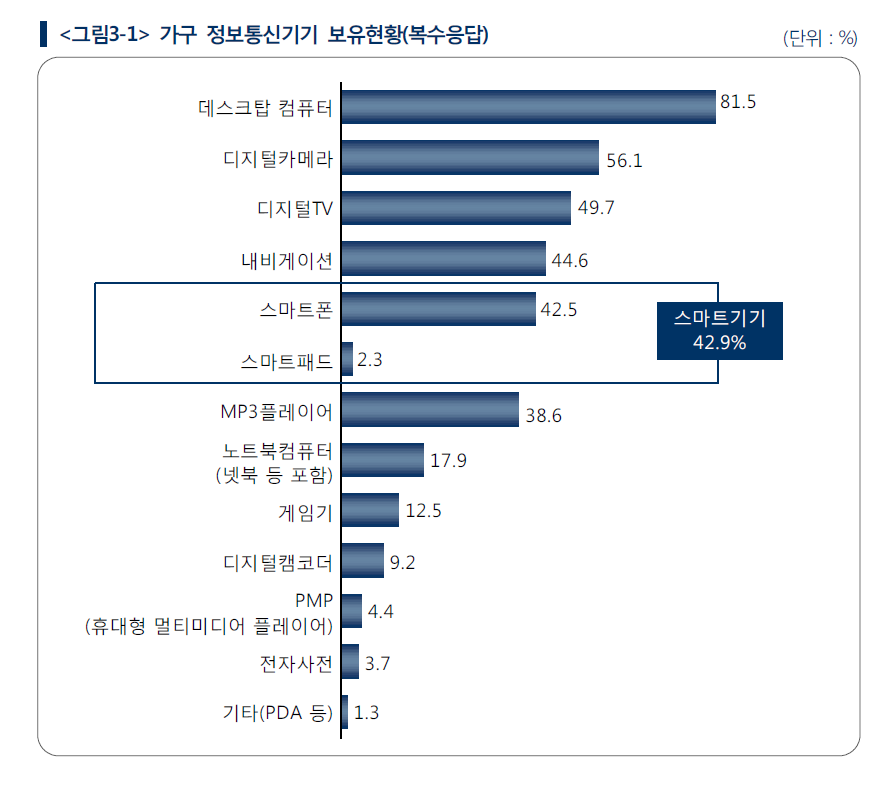 <그림3-1> 가구 정보통신기기 보유현황(복수응답)
(단위 : %)
데스크탑 컴퓨터 81.5
디지털카메라 56.1
디지털TV 49.7
내비게이션 44.6
스마트폰 42.5
스마트기기
42.9%
스마트패드 2.3
MP3플레이어 38.6
노트북컴퓨터
(넷북 등 포함) 17.9
게임기 12.5
디지털캠코더 9.2
PMP
(휴대형 멀티미디어 플레이어) 4.4
전자사전 3.7
기타(PDA 등) 1.3